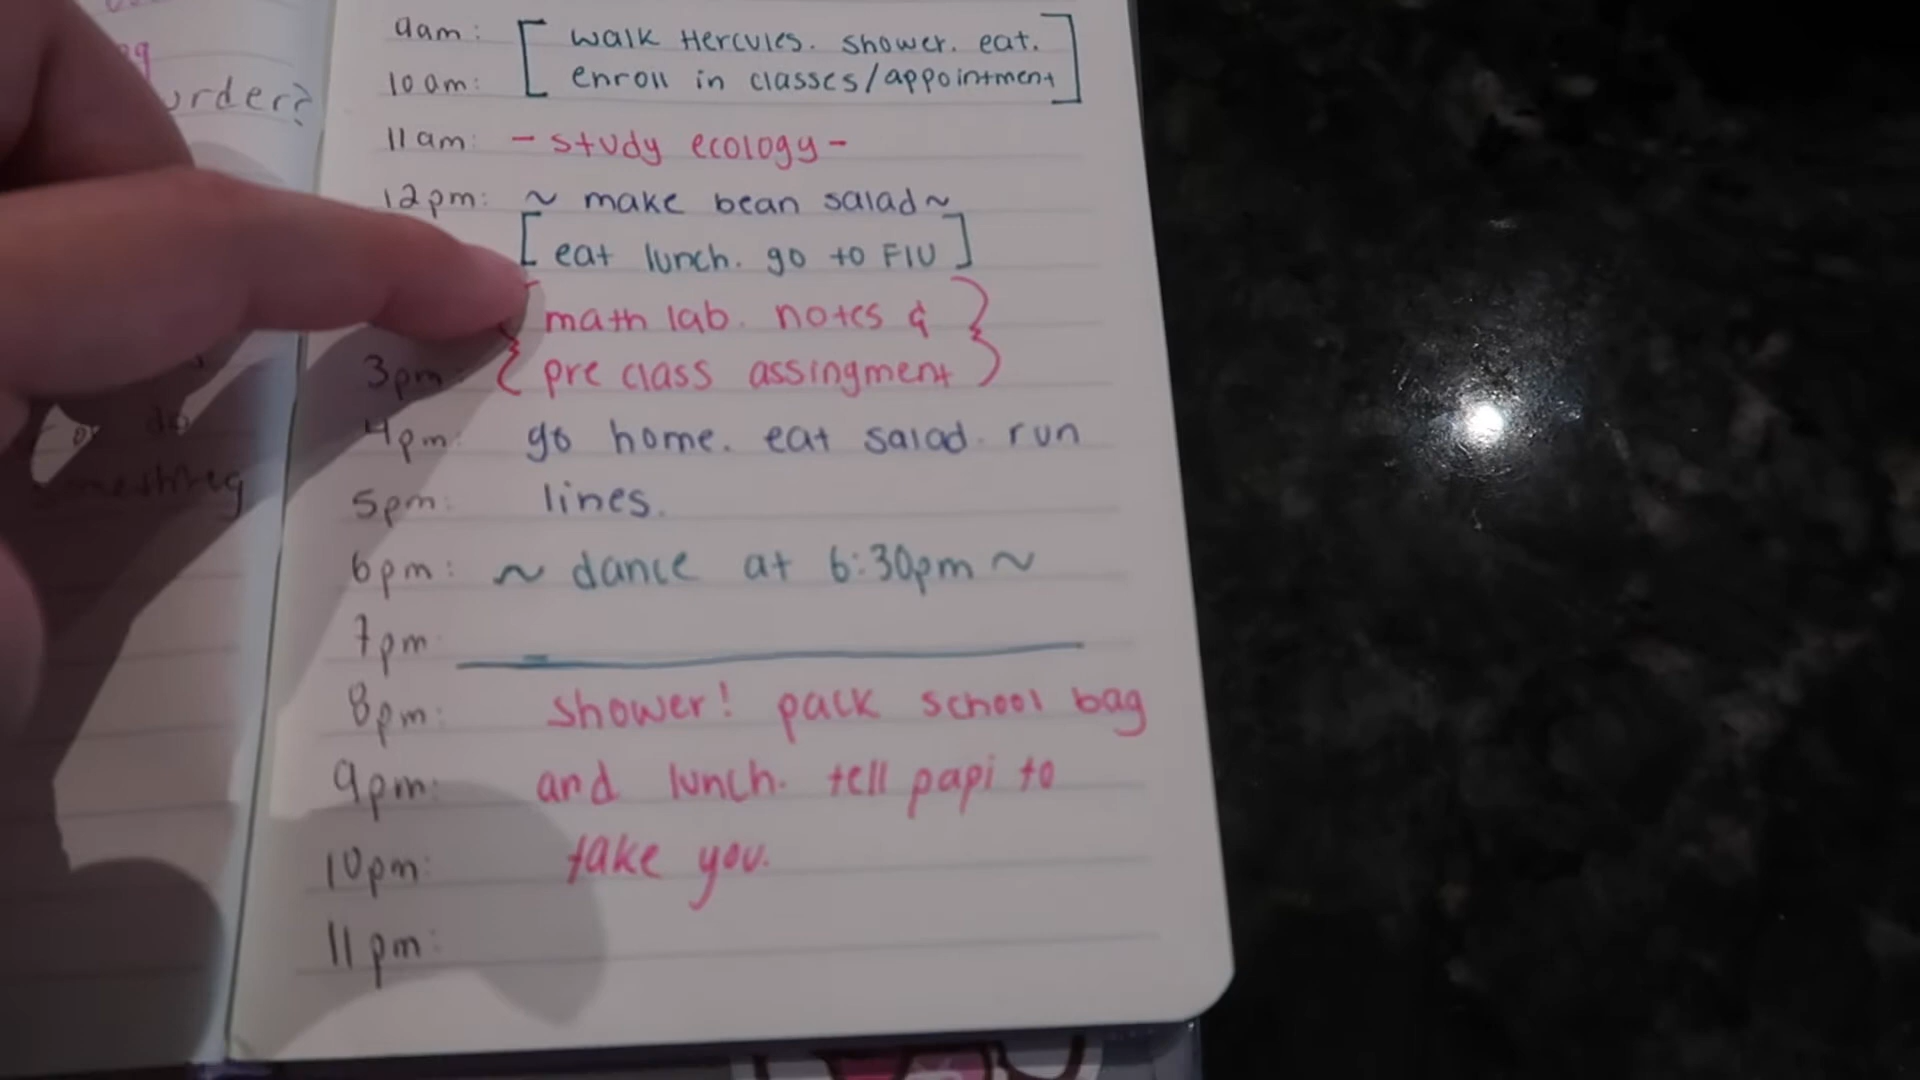 urder?
9am: [ walk Hercules. shower. eat.
10am: enroll in classes/appointment ]
11am: - study ecology -
12pm: ~ make bean salad ~
[ eat lunch. go to FIU ]
{ math lab. notes &
3pm: pre class assingment }
4pm: go home. eat salad. run
5pm: lines.
6pm: ~ dance at 6:30pm ~
7pm
8pm: shower! pack school bag
9pm: and lunch. tell papi to
10pm: take you.
11pm: